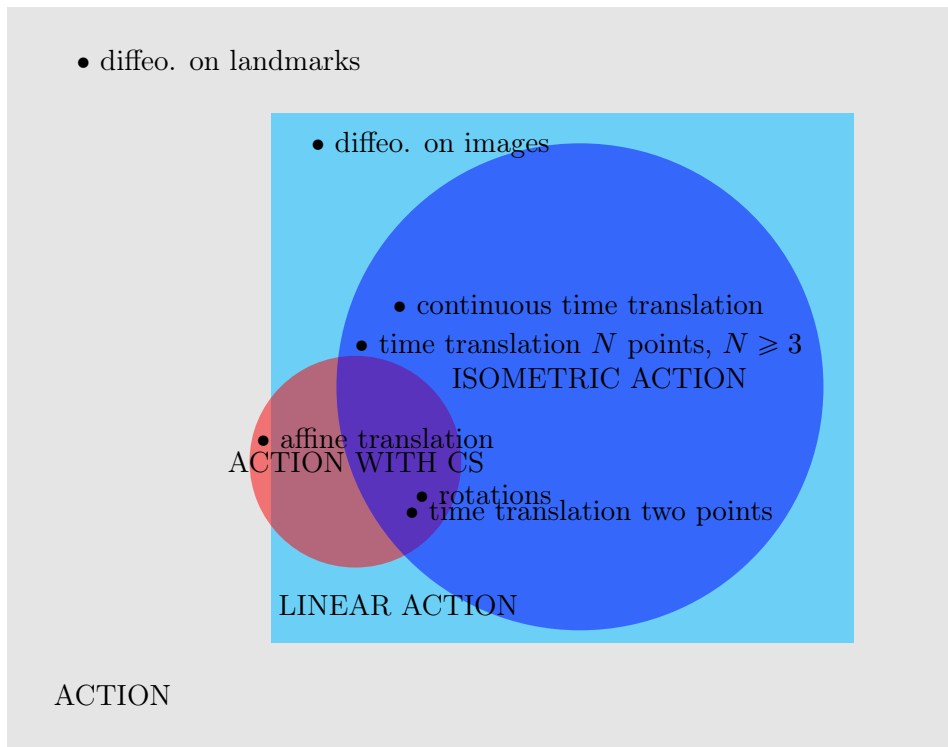 • diffeo. on landmarks
• diffeo. on images
• continuous time translation
• time translation N points, N ⩾ 3
ISOMETRIC ACTION
• affine translation
ACTION WITH CS
• rotations
• time translation two points
LINEAR ACTION
ACTION